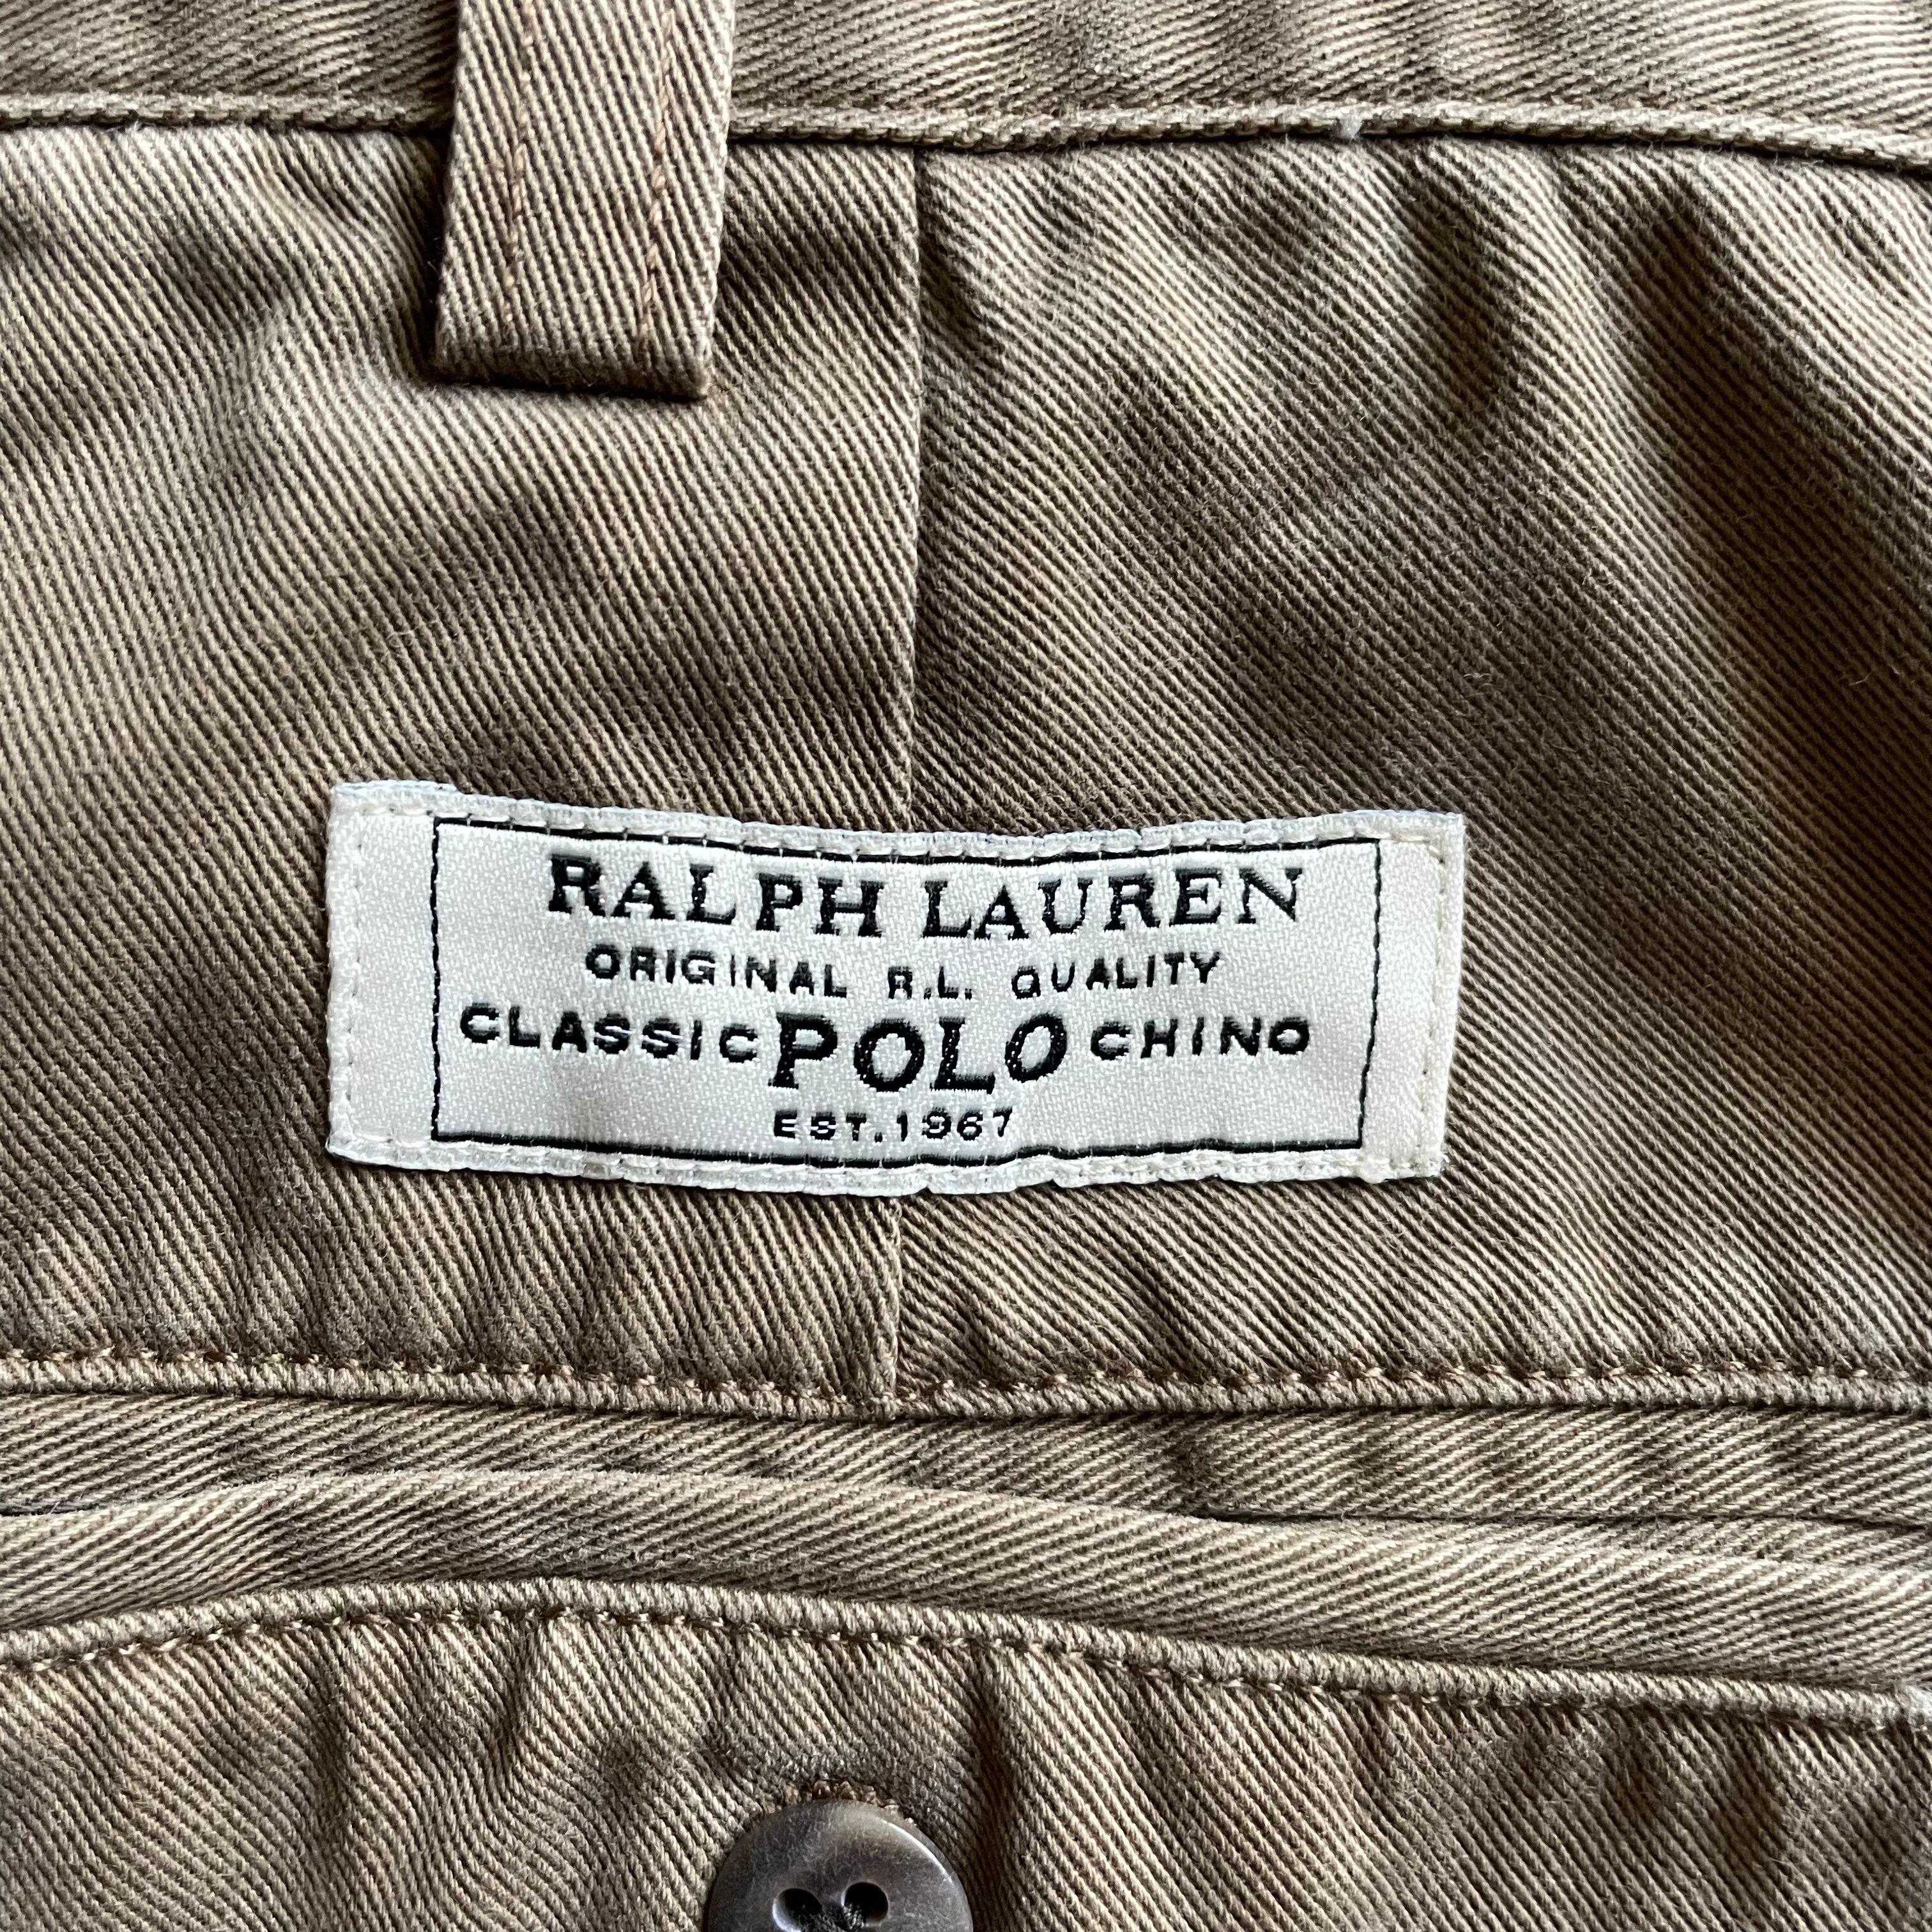 RALPH LAUREN
ORIGINAL R.L. QUALITY
CLASSIC POLO CHINO
EST. 1967